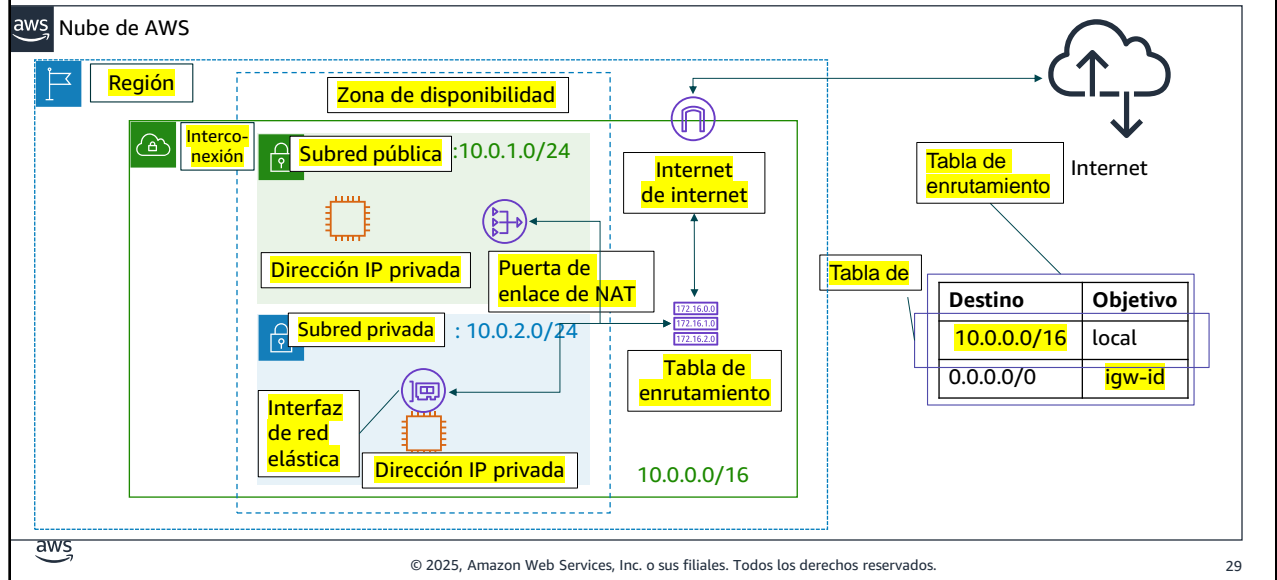 aws
Nube de AWS
Región
Zona de disponibilidad
Interco-
nexión
Subred pública
:10.0.1.0/24
Internet
de internet
Internet
Tabla de
enrutamiento
Dirección IP privada
Puerta de
enlace de NAT
Tabla de
Destino
Objetivo
10.0.0.0/16
local
0.0.0.0/0
igw-id
172.16.0.0
172.16.1.0
172.16.2.0
Subred privada
: 10.0.2.0/24
Tabla de
enrutamiento
Interfaz
de red
elástica
Dirección IP privada
10.0.0.0/16
aws
© 2025, Amazon Web Services, Inc. o sus filiales. Todos los derechos reservados.
29